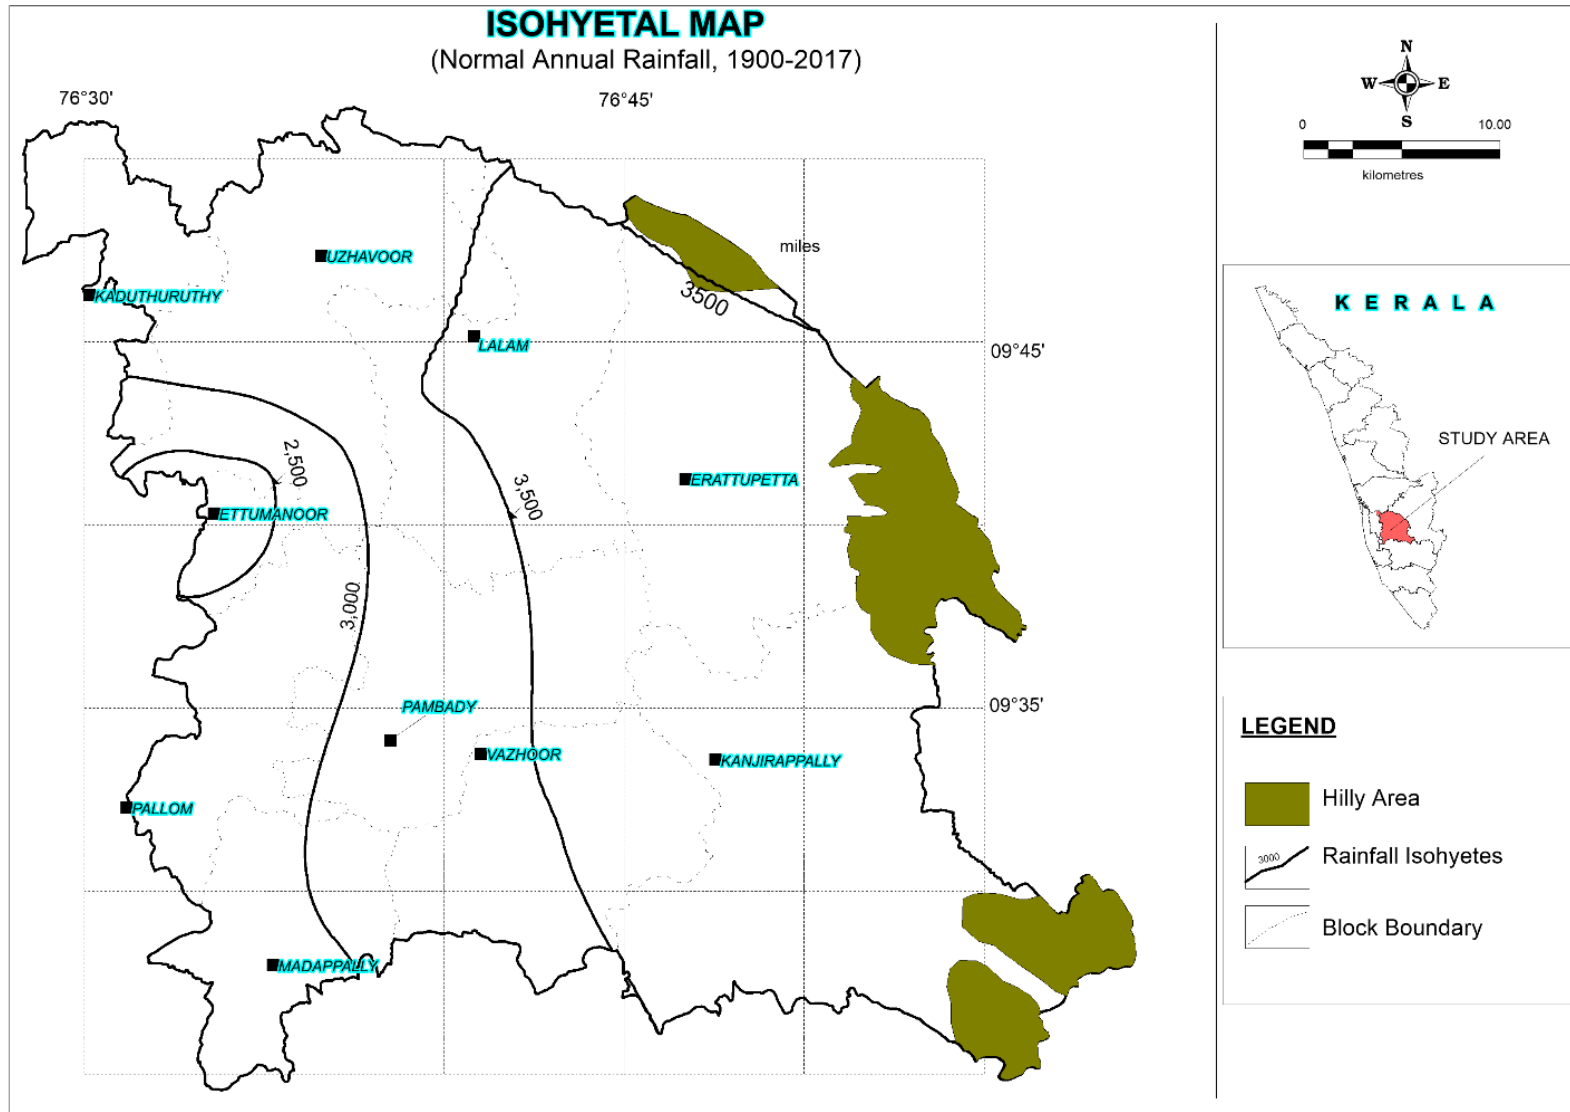 ISOHYETAL MAP
(Normal Annual Rainfall, 1900-2017)
76°30'
76°45'
N
W
E
S
0
10.00
kilometres
miles
UZHAVOOR
KADUTHURUTHY
3500
LALAM
09°45'
KERALA
STUDY AREA
2,500
ERATTUPETTA
3,500
ETTUMANOOR
3,000
PAMBADY
09°35'
VAZHOOR
KANJIRAPPALLY
PALLOM
MADAPPALLY
LEGEND
Hilly Area
3000
Rainfall Isohyetes
Block Boundary